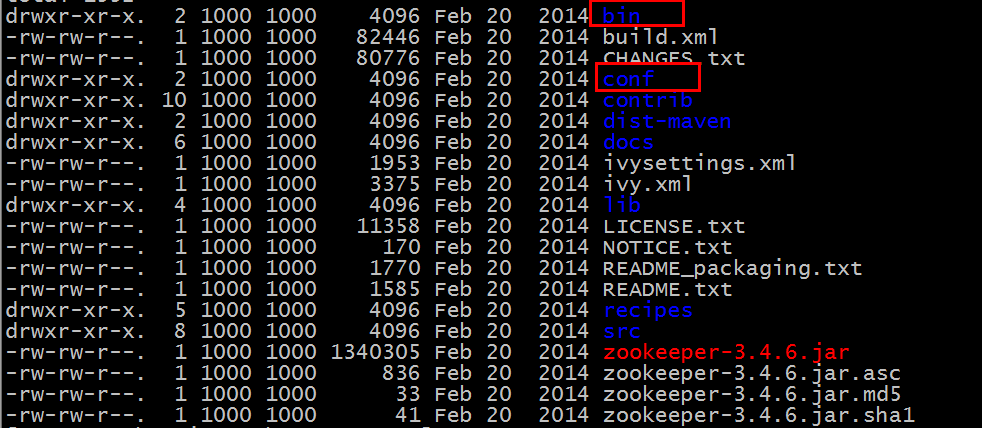 drwxr-xr-x. 2 1000 1000 4096 Feb 20 2014 bin
-rw-rw-r--. 1 1000 1000 82446 Feb 20 2014 build.xml
-rw-rw-r--. 1 1000 1000 80776 Feb 20 2014 CHANGES.txt
drwxr-xr-x. 2 1000 1000 4096 Feb 20 2014 conf
drwxr-xr-x. 10 1000 1000 4096 Feb 20 2014 contrib
drwxr-xr-x. 2 1000 1000 4096 Feb 20 2014 dist-maven
drwxr-xr-x. 6 1000 1000 4096 Feb 20 2014 docs
-rw-rw-r--. 1 1000 1000 1953 Feb 20 2014 ivysettings.xml
-rw-rw-r--. 1 1000 1000 3375 Feb 20 2014 ivy.xml
drwxr-xr-x. 4 1000 1000 4096 Feb 20 2014 lib
-rw-rw-r--. 1 1000 1000 11358 Feb 20 2014 LICENSE.txt
-rw-rw-r--. 1 1000 1000 170 Feb 20 2014 NOTICE.txt
-rw-rw-r--. 1 1000 1000 1770 Feb 20 2014 README_packaging.txt
-rw-rw-r--. 1 1000 1000 1585 Feb 20 2014 README.txt
drwxr-xr-x. 5 1000 1000 4096 Feb 20 2014 recipes
drwxr-xr-x. 8 1000 1000 4096 Feb 20 2014 src
-rw-rw-r--. 1 1000 1000 1340305 Feb 20 2014 zookeeper-3.4.6.jar
-rw-rw-r--. 1 1000 1000 836 Feb 20 2014 zookeeper-3.4.6.jar.asc
-rw-rw-r--. 1 1000 1000 33 Feb 20 2014 zookeeper-3.4.6.jar.md5
-rw-rw-r--. 1 1000 1000 41 Feb 20 2014 zookeeper-3.4.6.jar.sha1